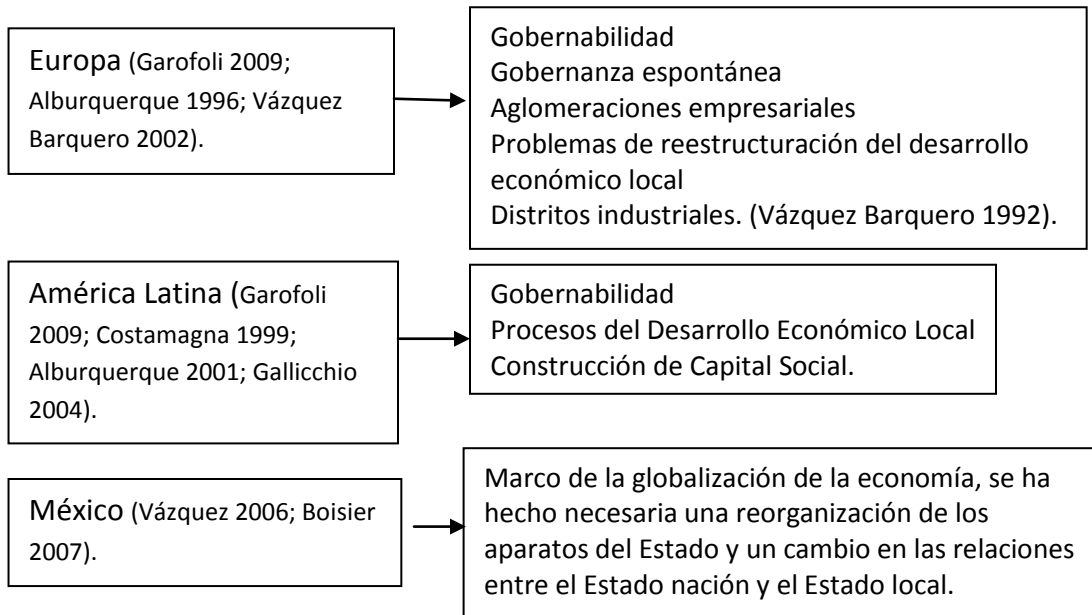 Europa (Garofoli 2009;
Alburquerque 1996; Vázquez
Barquero 2002).
Gobernabilidad
Gobernanza espontánea
Aglomeraciones empresariales
Problemas de reestructuración del desarrollo
económico local
Distritos industriales. (Vázquez Barquero 1992).
América Latina (Garofoli
2009; Costamagna 1999;
Alburquerque 2001; Gallicchio
2004).
Gobernabilidad
Procesos del Desarrollo Económico Local
Construcción de Capital Social.
México (Vázquez 2006; Boisier
2007).
Marco de la globalización de la economía, se ha
hecho necesaria una reorganización de los
aparatos del Estado y un cambio en las relaciones
entre el Estado nación y el Estado local.